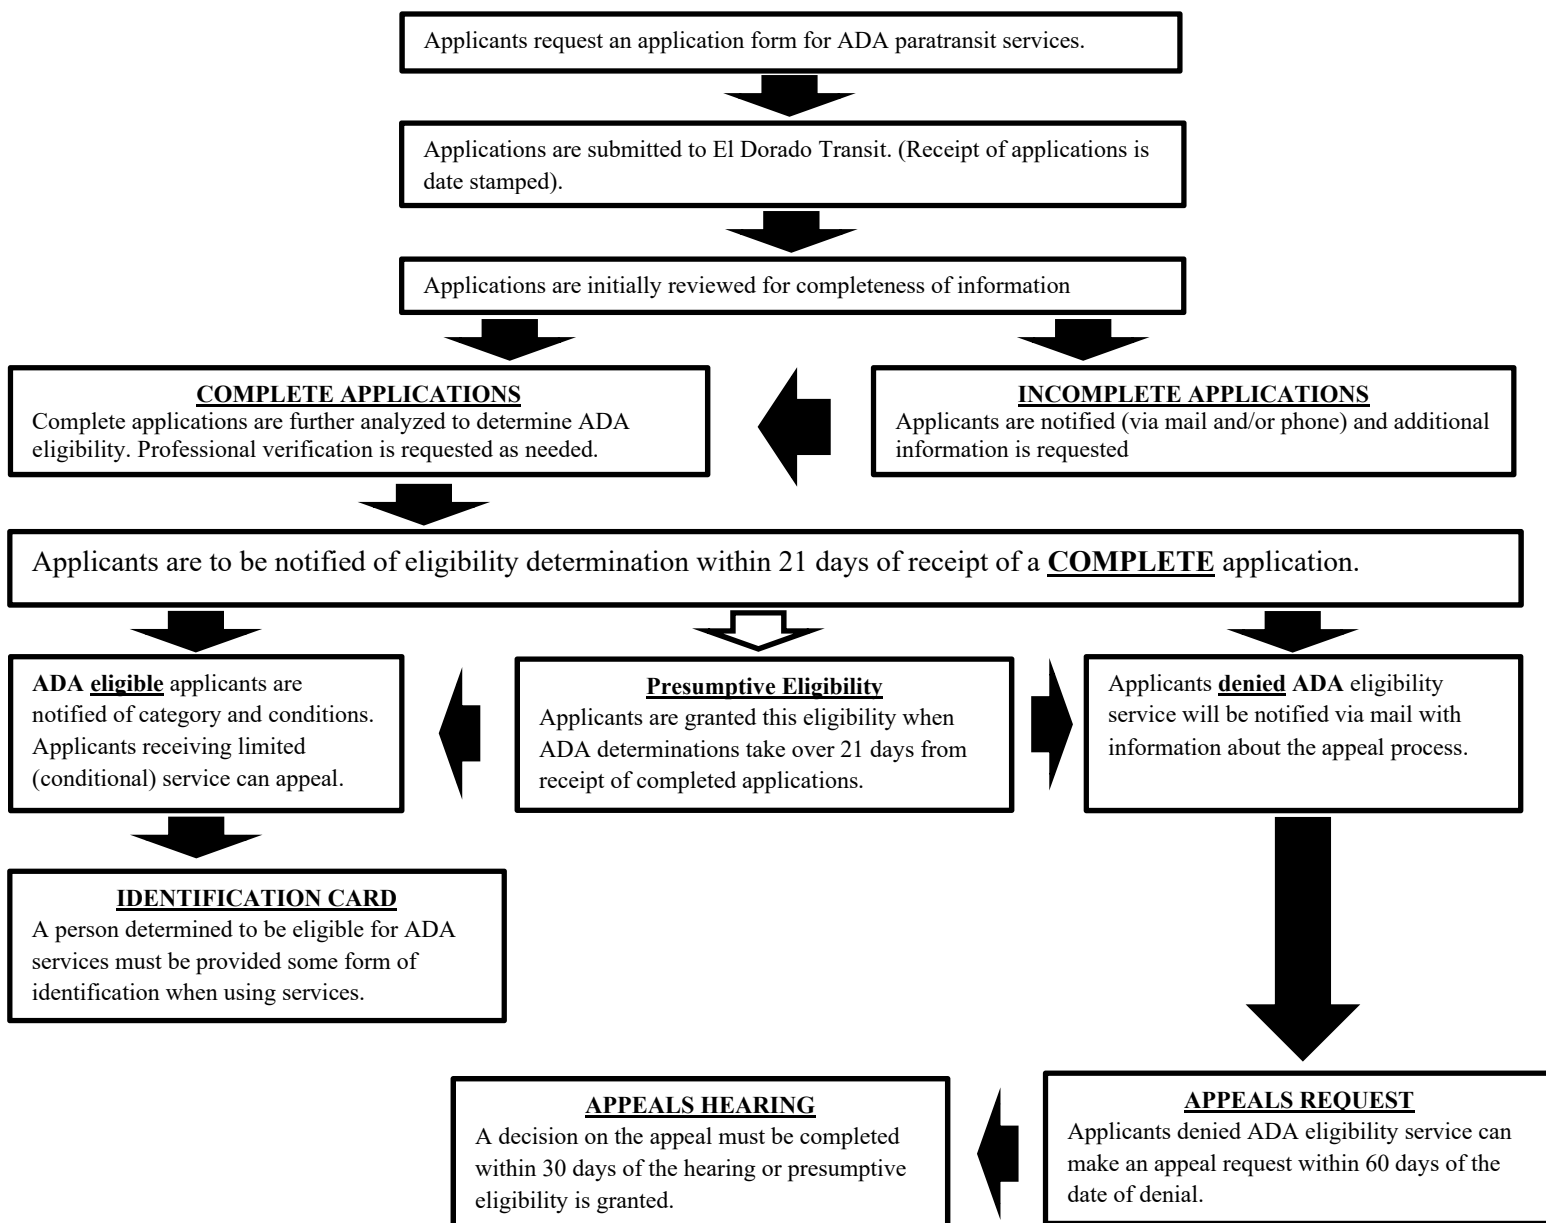 Applicants request an application form for ADA paratransit services.
Applications are submitted to El Dorado Transit. (Receipt of applications is
date stamped).
Applications are initially reviewed for completeness of information
COMPLETE APPLICATIONS
Complete applications are further analyzed to determine ADA
eligibility. Professional verification is requested as needed.
INCOMPLETE APPLICATIONS
Applicants are notified (via mail and/or phone) and additional
information is requested
Applicants are to be notified of eligibility determination within 21 days of receipt of a COMPLETE application.
ADA eligible applicants are
notified of category and conditions.
Applicants receiving limited
(conditional) service can appeal.
Presumptive Eligibility
Applicants are granted this eligibility when
ADA determinations take over 21 days from
receipt of completed applications.
Applicants denied ADA eligibility
service will be notified via mail with
information about the appeal process.
IDENTIFICATION CARD
A person determined to be eligible for ADA
services must be provided some form of
identification when using services.
APPEALS HEARING
A decision on the appeal must be completed
within 30 days of the hearing or presumptive
eligibility is granted.
APPEALS REQUEST
Applicants denied ADA eligibility service can
make an appeal request within 60 days of the
date of denial.